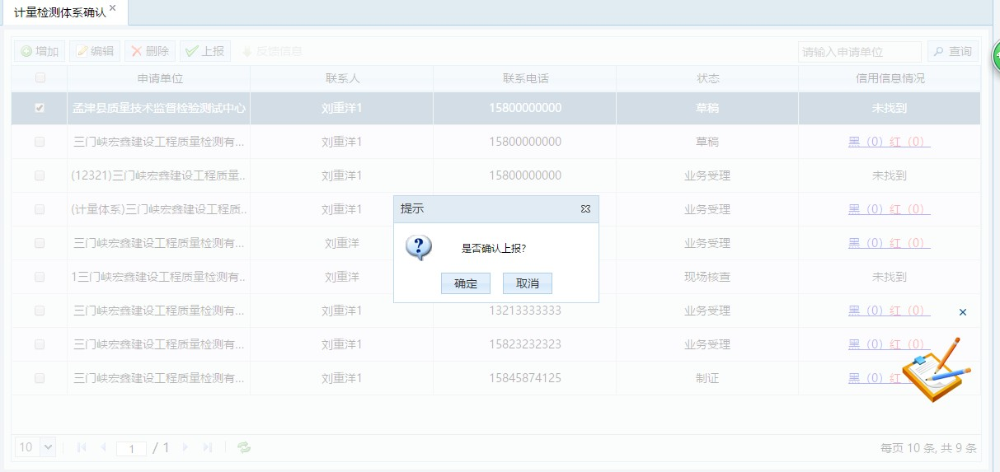 计量检测体系确认
增加 编辑 删除 上报 反馈信息 请输入申请单位 查询
申请单位 联系人 联系电话 状态 信用信息情况
孟津县质量技术监督检验测试中心 刘重洋1 15800000000 草稿 未找到
三门峡宏鑫建设工程质量检测有... 刘重洋1 15800000000 草稿 黑（0）红（0）
(12321)三门峡宏鑫建设工程质量... 刘重洋1 15800000000 业务受理 未找到
(计量体系)三门峡宏鑫建设工程质... 刘重洋1 业务受理 黑（0）红（0）
三门峡宏鑫建设工程质量检测有... 刘重洋 业务受理 黑（0）红（0）
1三门峡宏鑫建设工程质量检测有... 刘重洋 现场核查 未找到
三门峡宏鑫建设工程质量检测有... 刘重洋1 13213333333 业务受理 黑（0）红（0）
三门峡宏鑫建设工程质量检测有... 刘重洋1 15823232323 业务受理 黑（0）红（0）
三门峡宏鑫建设工程质量检测有... 刘重洋1 15845874125 制证 黑（0）红
提示
是否确认上报?
确定 取消
10 1 / 1 每页 10 条, 共 9 条